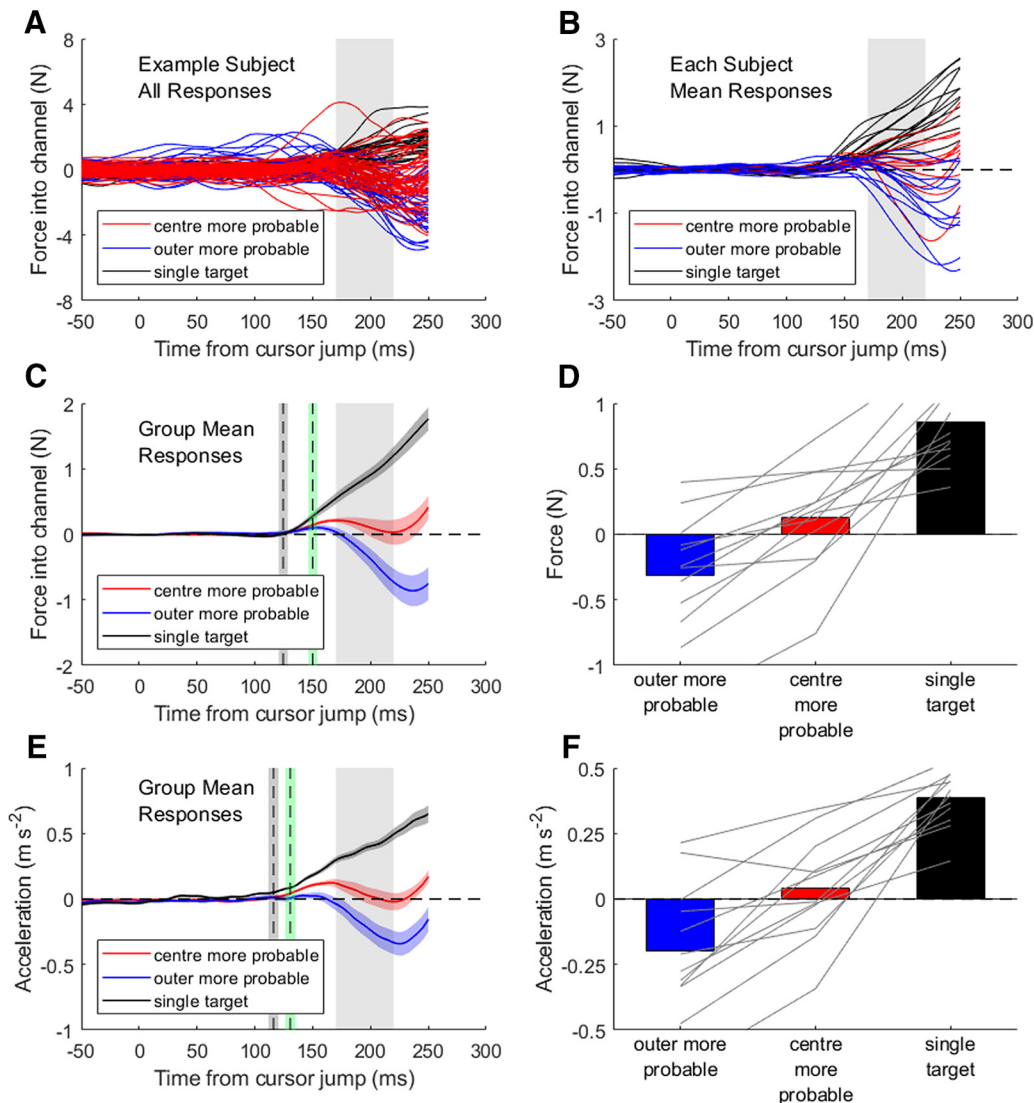 A
8
4
0
-4
-8
Force into channel (N)
Example Subject
All Responses
centre more probable
outer more probable
single target
-50 0 50 100 150 200 250 300
Time from cursor jump (ms)
B
3
1
0
-1
-3
Force into channel (N)
Each Subject
Mean Responses
centre more probable
outer more probable
single target
-50 0 50 100 150 200 250 300
Time from cursor jump (ms)
C
2
1
0
-1
-2
Force into channel (N)
Group Mean
Responses
centre more probable
outer more probable
single target
-50 0 50 100 150 200 250 300
Time from cursor jump (ms)
D
1
0.5
0
-0.5
-1
Force (N)
outer more
probable
centre
more
probable
single
target
E
1
0.5
0
-0.5
-1
Acceleration (m s-2)
Group Mean
Responses
centre more probable
outer more probable
single target
-50 0 50 100 150 200 250 300
Time from cursor jump (ms)
F
0.5
0.25
0
-0.25
-0.5
Acceleration (m s-2)
outer more
probable
centre
more
probable
single
target